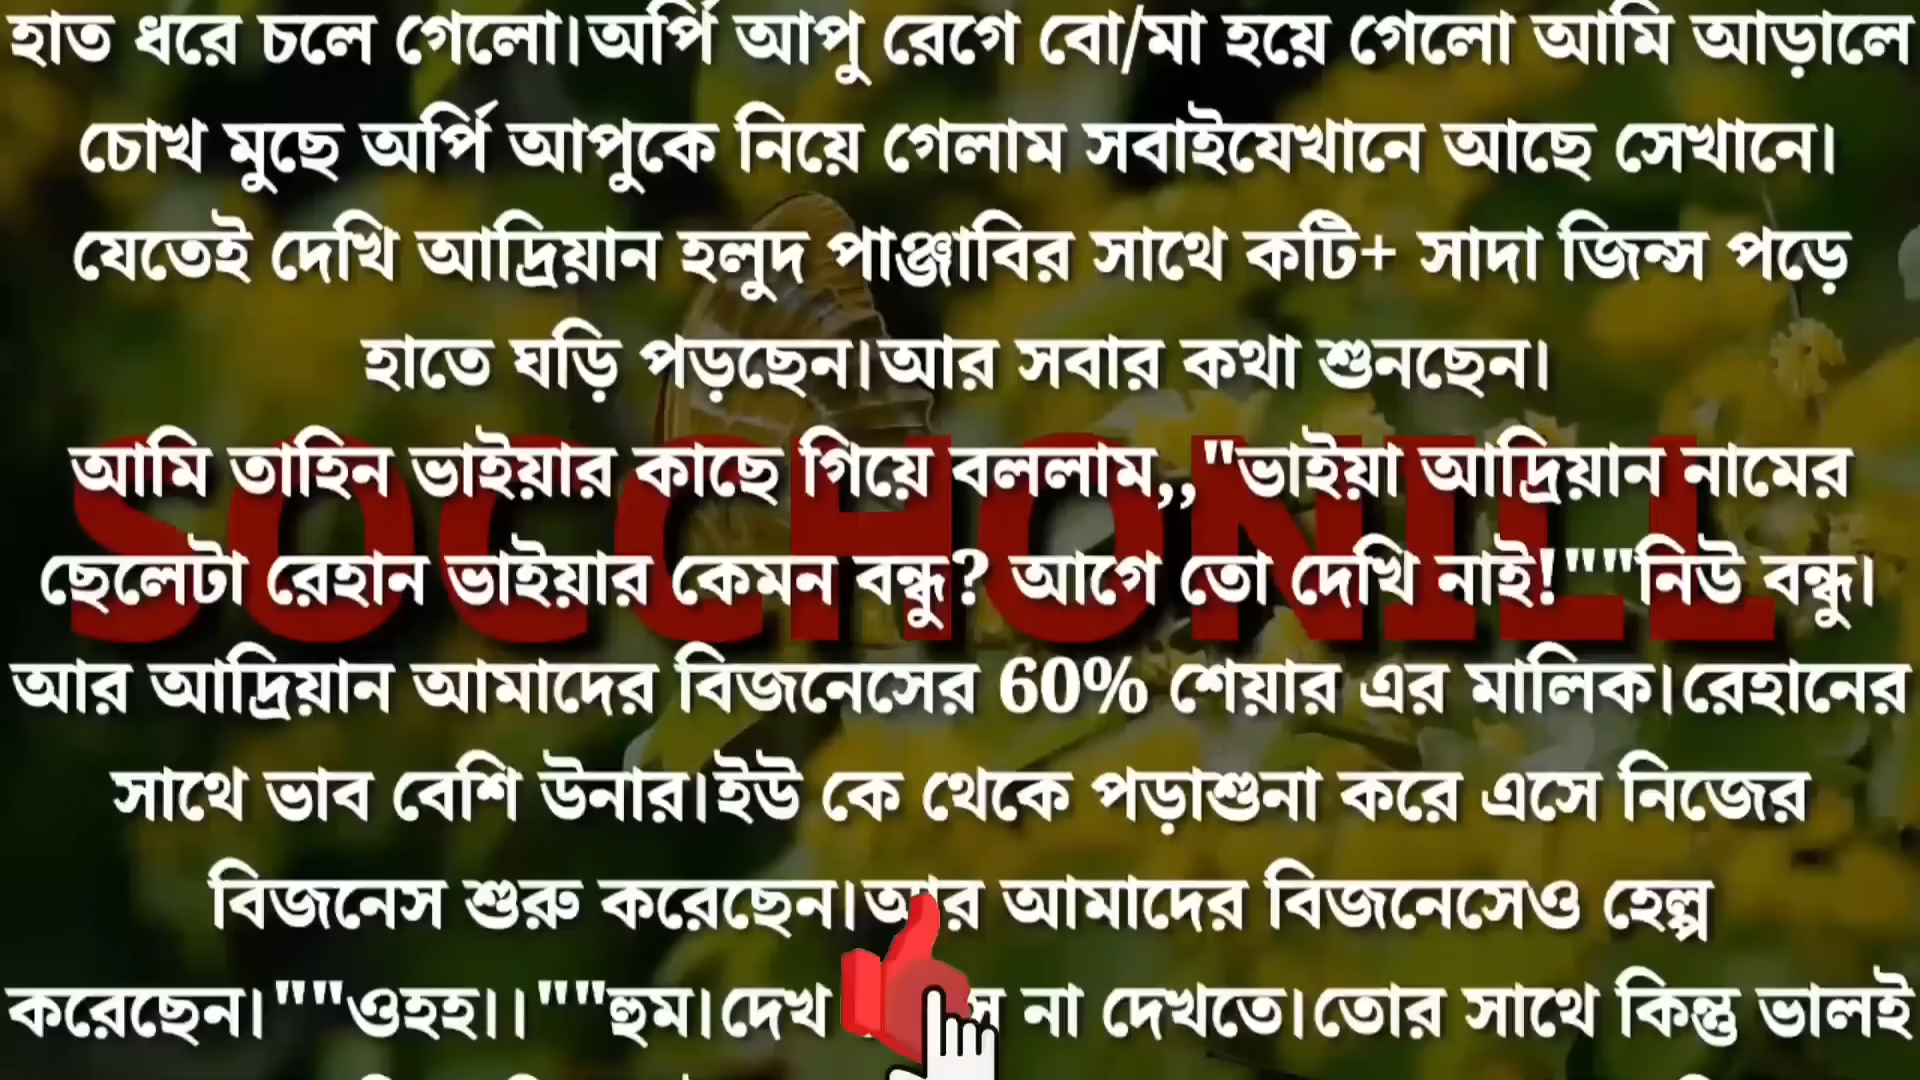 হাত ধরে চলে গেলো।অর্পি আপু রেগে বো/মা হয়ে গেলো আমি আড়ালে
চোখ মুছে অর্পি আপুকে নিয়ে গেলাম সবাইযেখানে আছে সেখানে।
যেতেই দেখি আদ্রিয়ান হলুদ পাঞ্জাবির সাথে কটি+ সাদা জিন্স পড়ে
হাতে ঘড়ি পড়ছেন।আর সবার কথা শুনছেন।
আমি তাহিন ভাইয়ার কাছে গিয়ে বললাম,,"ভাইয়া আদ্রিয়ান নামের
ছেলেটা রেহান ভাইয়ার কেমন বন্ধু? আগে তো দেখি নাই!""নিউ বন্ধু।
SOCCHONILL
আর আদ্রিয়ান আমাদের বিজনেসের 60% শেয়ার এর মালিক।রেহানের
সাথে ভাব বেশি উনার।ইউ কে থেকে পড়াশুনা করে এসে নিজের
বিজনেস শুরু করেছেন।আর আমাদের বিজনেসেও হেল্প
করেছেন।""ওহহ।।""হুম।দেখ না দেখতে।তোর সাথে কিন্তু ভালই